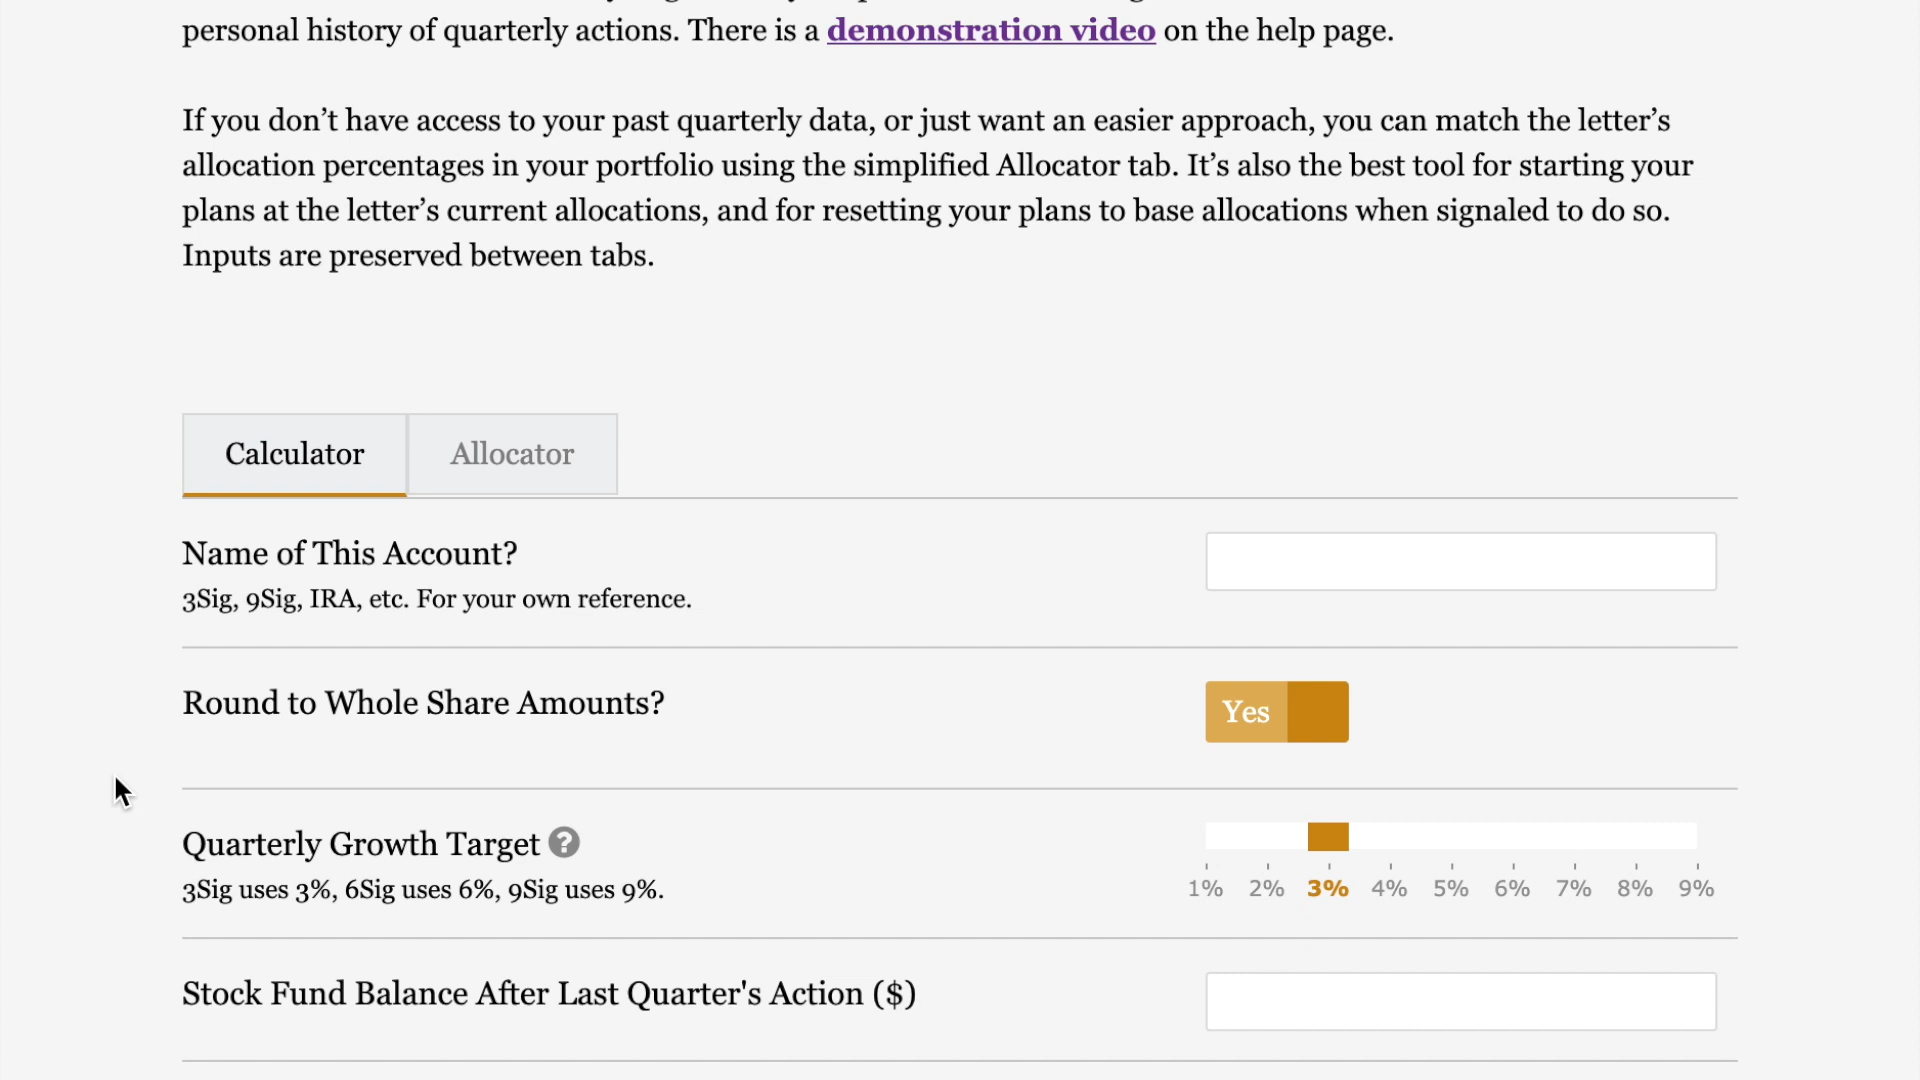 personal history of quarterly actions. There is a demonstration video on the help page.
If you don’t have access to your past quarterly data, or just want an easier approach, you can match the letter’s
allocation percentages in your portfolio using the simplified Allocator tab. It’s also the best tool for starting your
plans at the letter’s current allocations, and for resetting your plans to base allocations when signaled to do so.
Inputs are preserved between tabs.
Calculator Allocator
Name of This Account?
3Sig, 9Sig, IRA, etc. For your own reference.
Round to Whole Share Amounts?
Yes
Quarterly Growth Target ?
3Sig uses 3%, 6Sig uses 6%, 9Sig uses 9%.
1% 2% 3% 4% 5% 6% 7% 8% 9%
Stock Fund Balance After Last Quarter's Action ($)